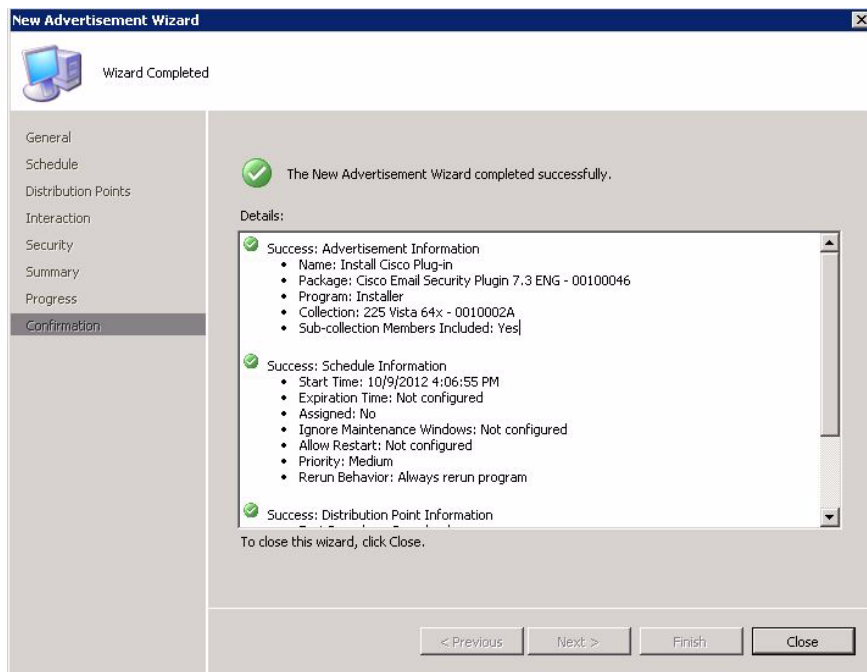 New Advertisement Wizard
Wizard Completed
General
Schedule
Distribution Points
Interaction
Security
Summary
Progress
Confirmation
The New Advertisement Wizard completed successfully.
Details:
Success: Advertisement Information
• Name: Install Cisco Plug-in
• Package: Cisco Email Security Plugin 7.3 ENG - 00100046
• Program: Installer
• Collection: 225 Vista 64x - 0010002A
• Sub-collection Members Included: Yes
Success: Schedule Information
• Start Time: 10/9/2012 4:06:55 PM
• Expiration Time: Not configured
• Assigned: No
• Ignore Maintenance Windows: Not configured
• Allow Restart: Not configured
• Priority: Medium
• Rerun Behavior: Always rerun program
Success: Distribution Point Information
To close this wizard, click Close.
< Previous
Next >
Finish
Close